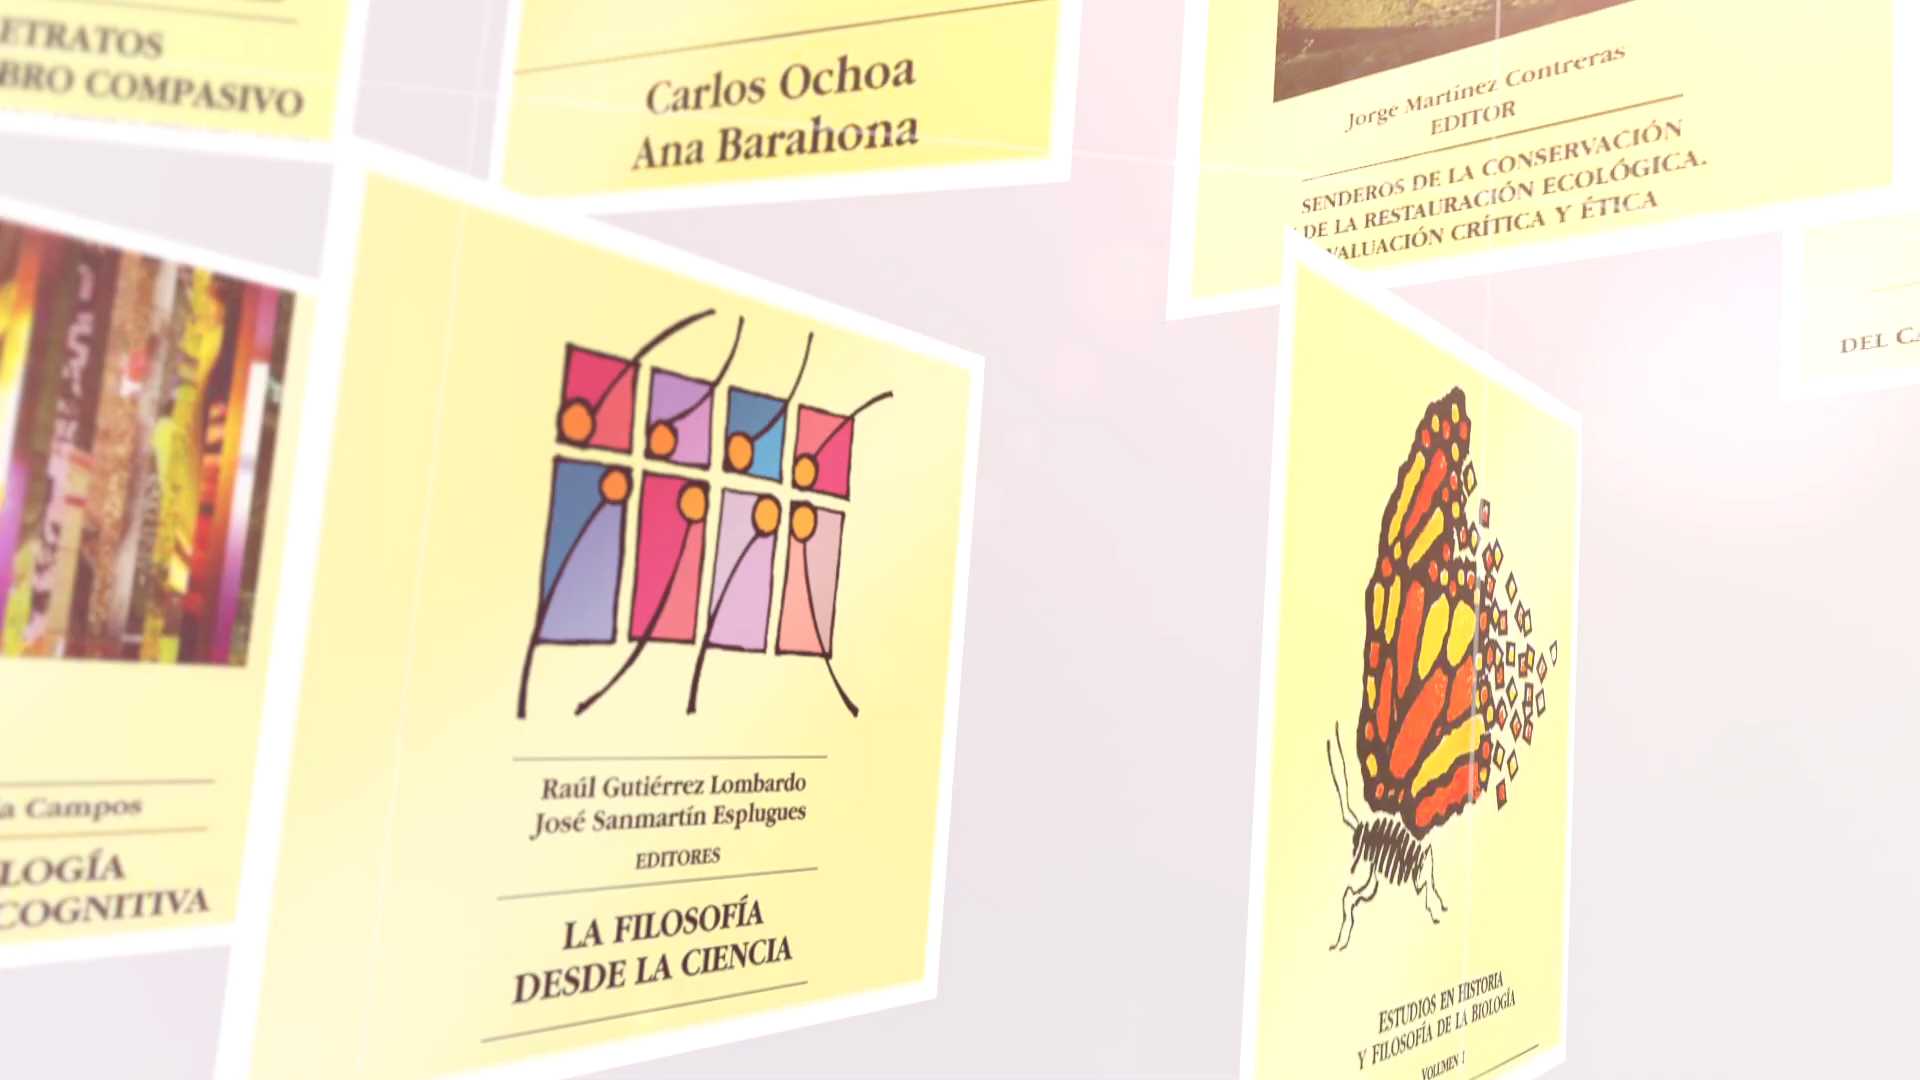 ETRATOS
BRO COMPASIVO
Carlos Ochoa
Ana Barahona
Jorge Martínez Contreras
EDITOR
SENDEROS DE LA CONSERVACIÓN
DE LA RESTAURACIÓN ECOLÓGICA.
VALUACIÓN CRÍTICA Y ÉTICA
DEL CA
a Campos
LOGÍA
COGNITIVA
Raúl Gutiérrez Lombardo
José Sanmartín Esplugues
EDITORES
LA FILOSOFÍA
DESDE LA CIENCIA
ESTUDIOS EN HISTORIA
Y FILOSOFÍA DE LA BIOLOGÍA
VOLUMEN I